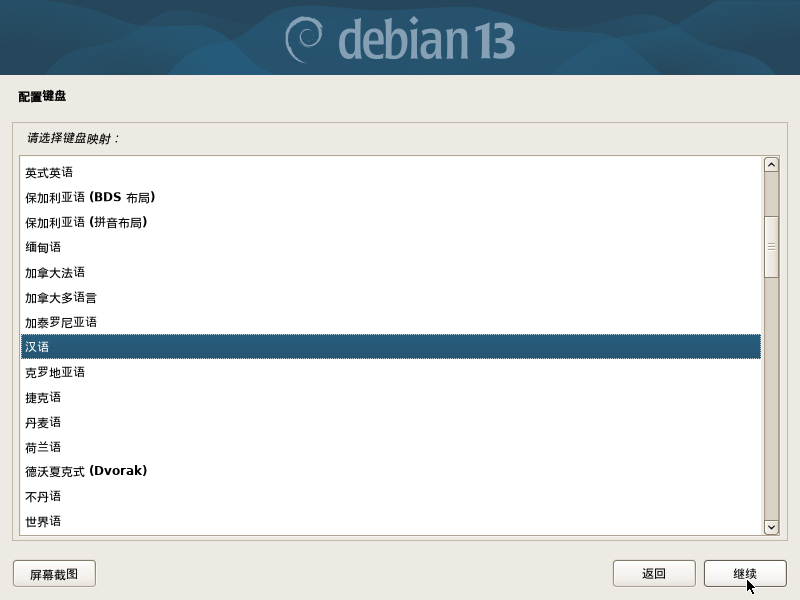 debian 13
配置键盘
请选择键盘映射：
英式英语
保加利亚语 (BDS 布局)
保加利亚语 (拼音布局)
缅甸语
加拿大法语
加拿大多语言
加泰罗尼亚语
汉语
克罗地亚语
捷克语
丹麦语
荷兰语
德沃夏克式 (Dvorak)
不丹语
世界语
屏幕截图
返回
继续